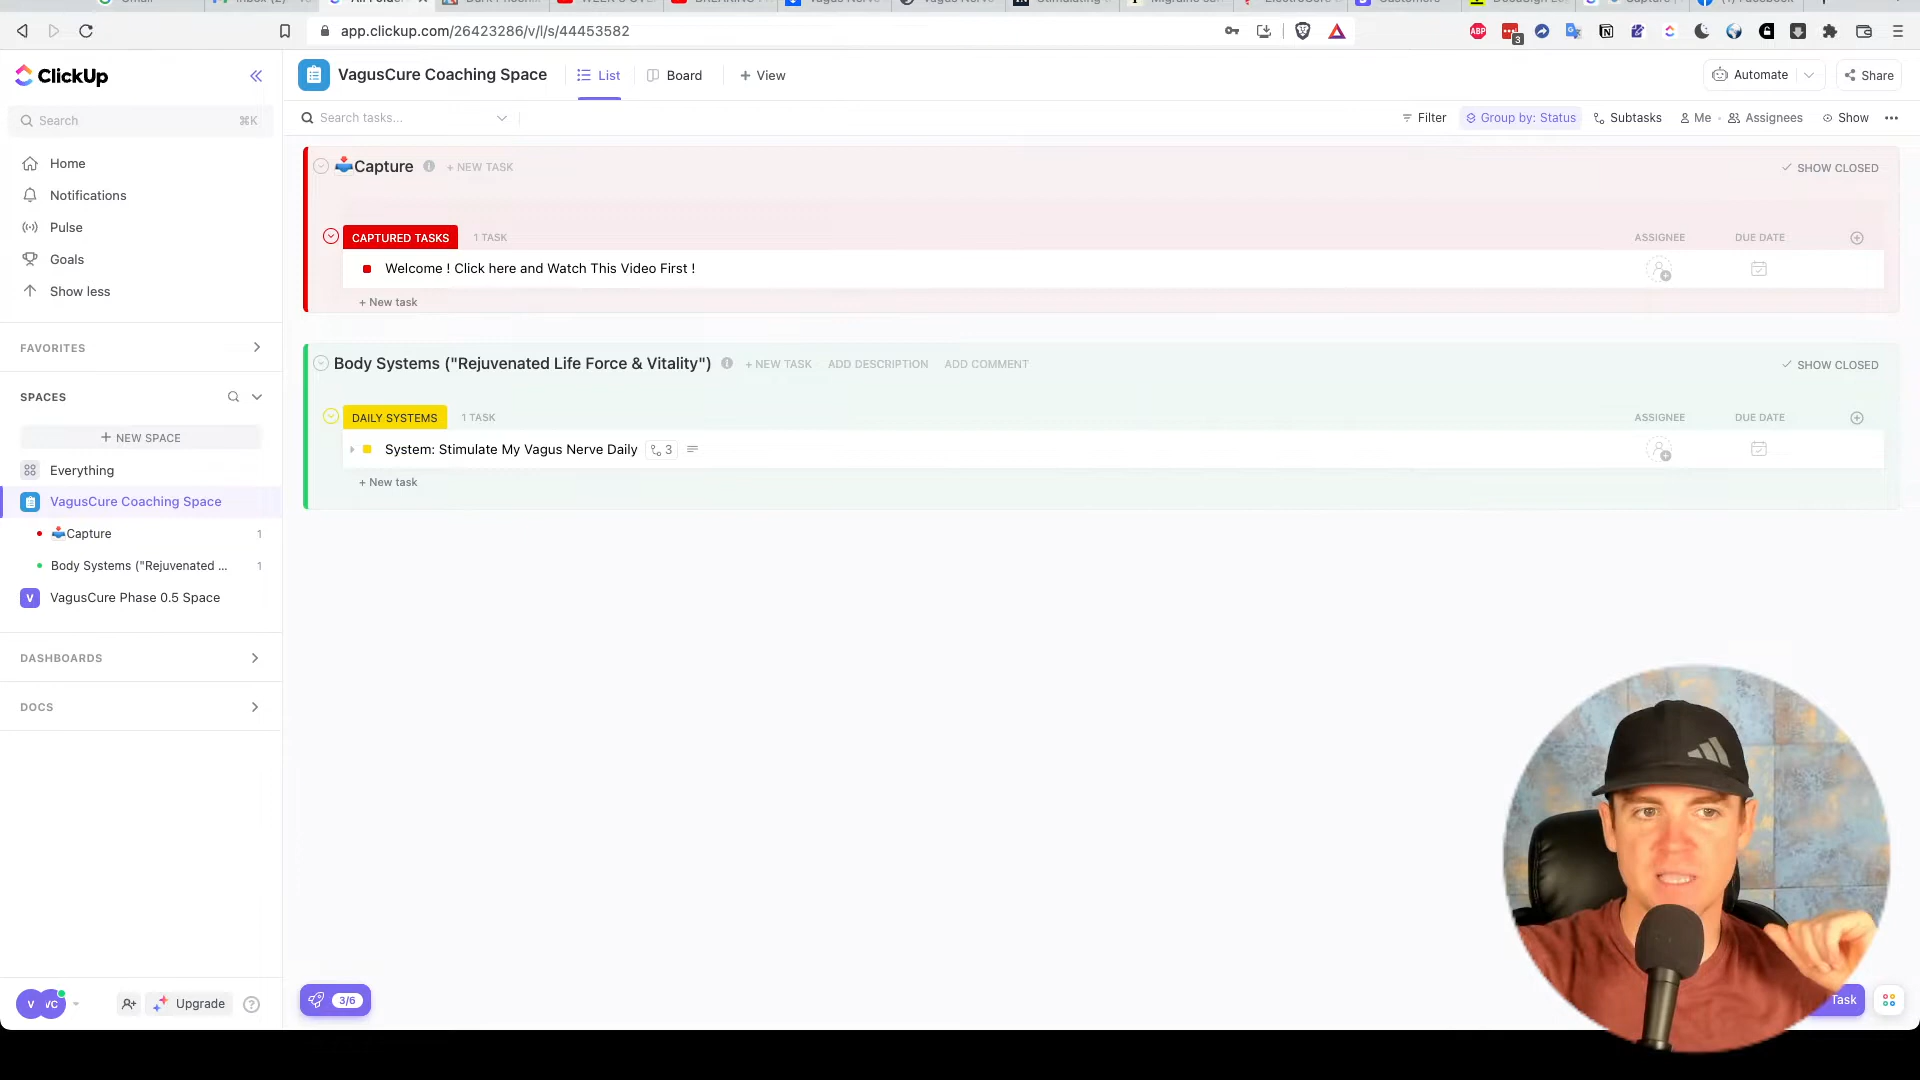 app.clickup.com/26423286/v/l/s/44453582
ABP
3
ClickUp
Search
⌘K
Home
Notifications
Pulse
Goals
Show less
FAVORITES
SPACES
+ NEW SPACE
Everything
VagusCure Coaching Space
Capture
1
Body Systems ("Rejuvenated ...
1
V
VagusCure Phase 0.5 Space
DASHBOARDS
DOCS
V
VC
Upgrade
?
VagusCure Coaching Space
List
Board
+ View
Automate
Share
Search tasks...
Filter
Group by: Status
Subtasks
Me
Assignees
Show
Capture
+ NEW TASK
SHOW CLOSED
CAPTURED TASKS
1 TASK
ASSIGNEE
DUE DATE
Welcome ! Click here and Watch This Video First !
+ New task
Body Systems ("Rejuvenated Life Force & Vitality")
+ NEW TASK
ADD DESCRIPTION
ADD COMMENT
SHOW CLOSED
DAILY SYSTEMS
1 TASK
ASSIGNEE
DUE DATE
System: Stimulate My Vagus Nerve Daily
3
+ New task
3/6
Task